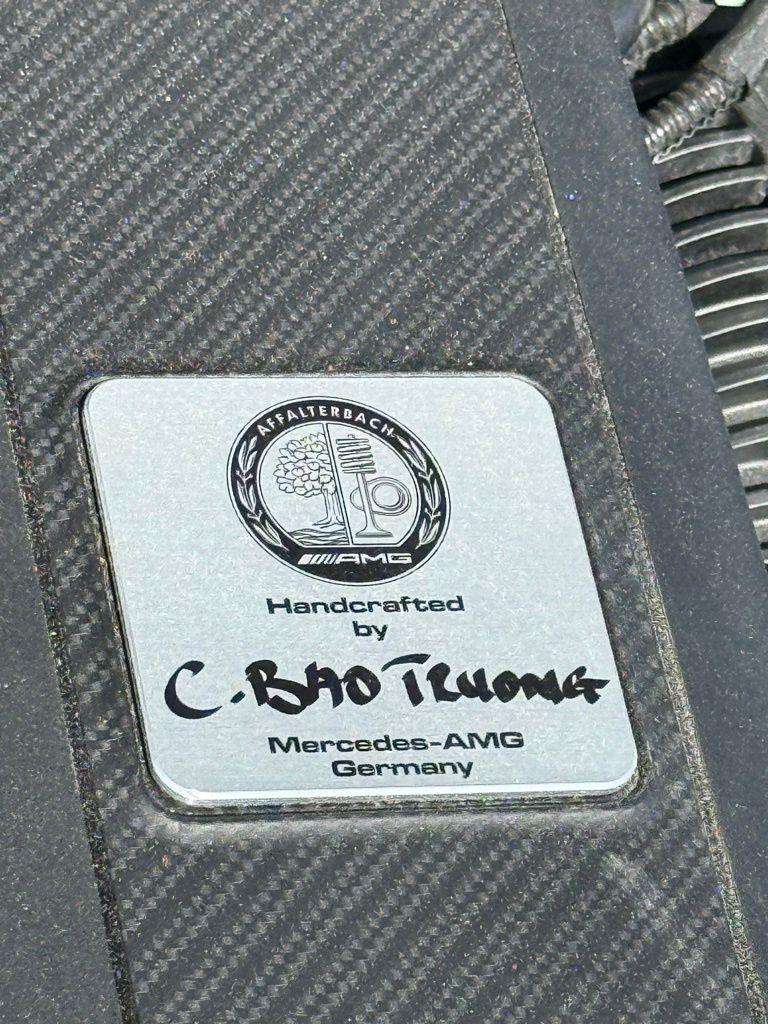 AFFALTERBACH
AMG
Handcrafted
by
C. BAO TRUONG
Mercedes-AMG
Germany